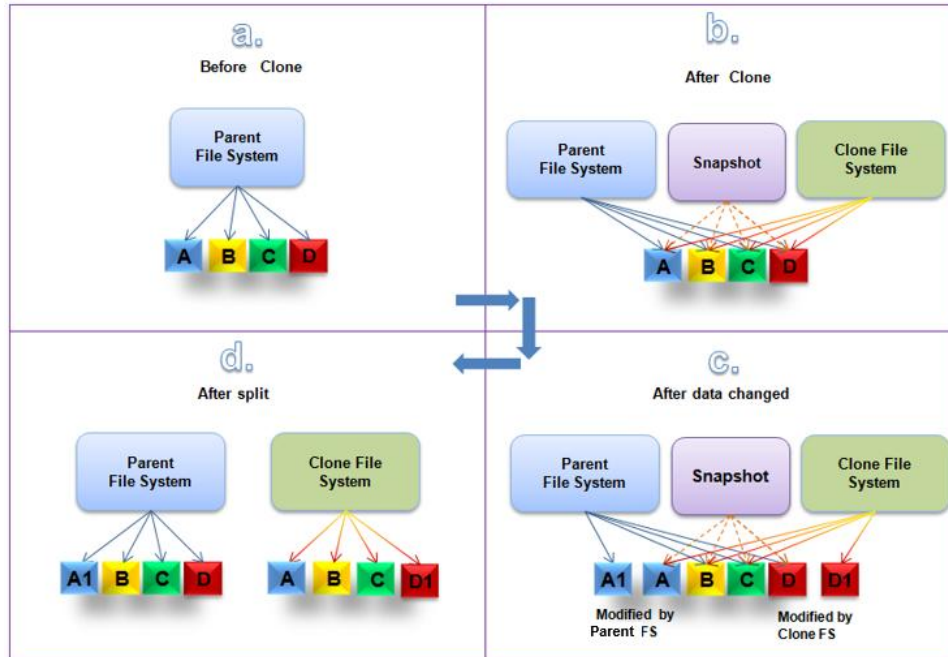 a.
Before Clone
Parent
File System
A B C D
b.
After Clone
Parent
File System
Snapshot
Clone File
System
A B C D
d.
After split
Parent
File System
Clone File
System
A1 B C D
A B C D1
c.
After data changed
Parent
File System
Snapshot
Clone File
System
A1 A B C D D1
Modified by
Parent FS
Modified by
Clone FS